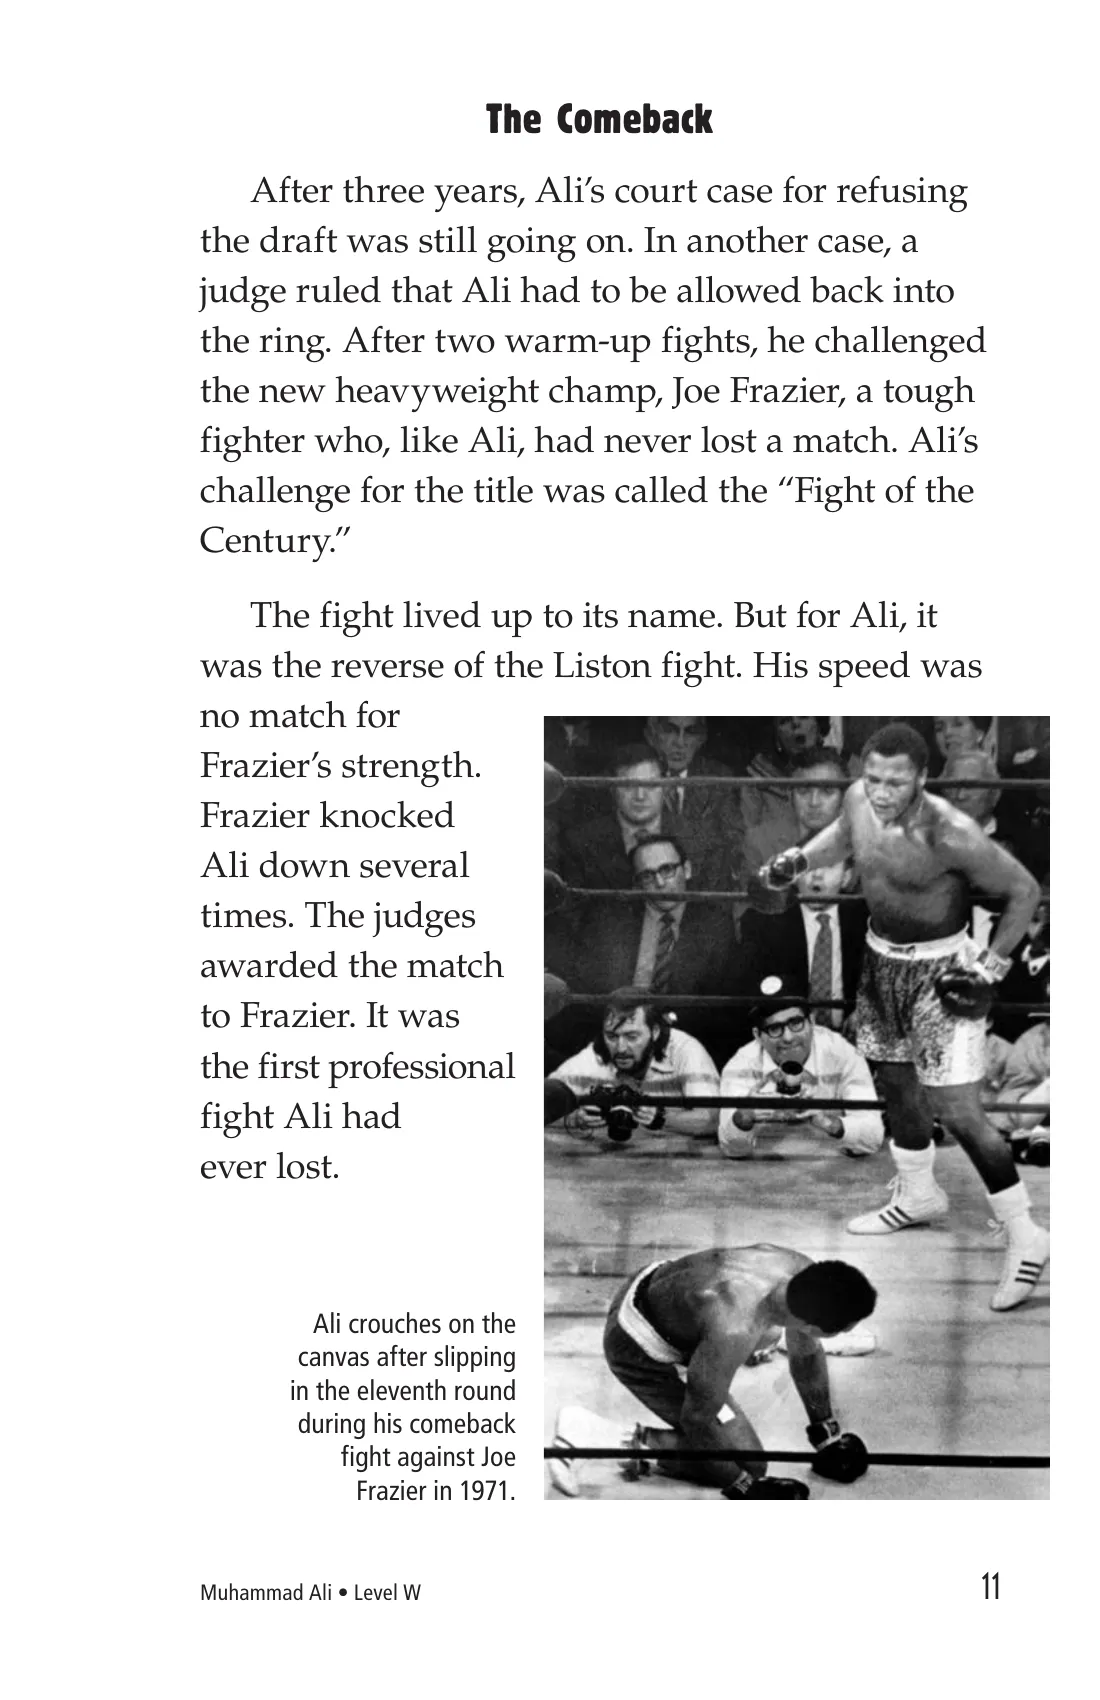 The Comeback
After three years, Ali’s court case for refusing
the draft was still going on. In another case, a
judge ruled that Ali had to be allowed back into
the ring. After two warm-up fights, he challenged
the new heavyweight champ, Joe Frazier, a tough
fighter who, like Ali, had never lost a match. Ali’s
challenge for the title was called the “Fight of the
Century.”
The fight lived up to its name. But for Ali, it
was the reverse of the Liston fight. His speed was
no match for
Frazier’s strength.
Frazier knocked
Ali down several
times. The judges
awarded the match
to Frazier. It was
the first professional
fight Ali had
ever lost.
Ali crouches on the
canvas after slipping
in the eleventh round
during his comeback
fight against Joe
Frazier in 1971.
Muhammad Ali • Level W
11